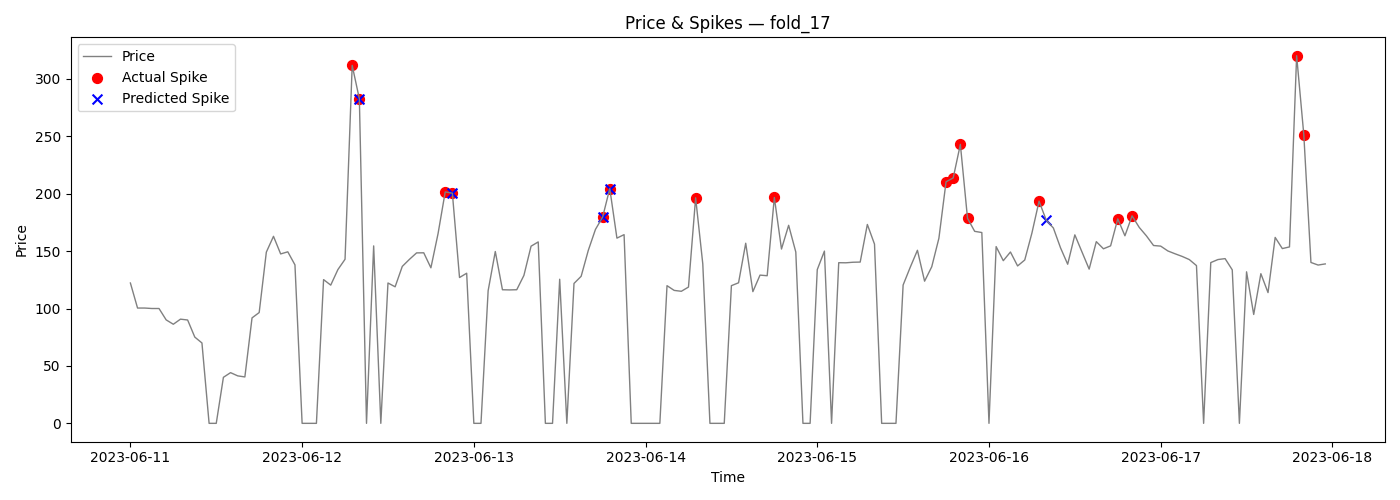 Price & Spikes — fold_17
Price
Actual Spike
Predicted Spike
300
250
200
150
100
50
0
Price
2023-06-11
2023-06-12
2023-06-13
2023-06-14
2023-06-15
2023-06-16
2023-06-17
2023-06-18
Time